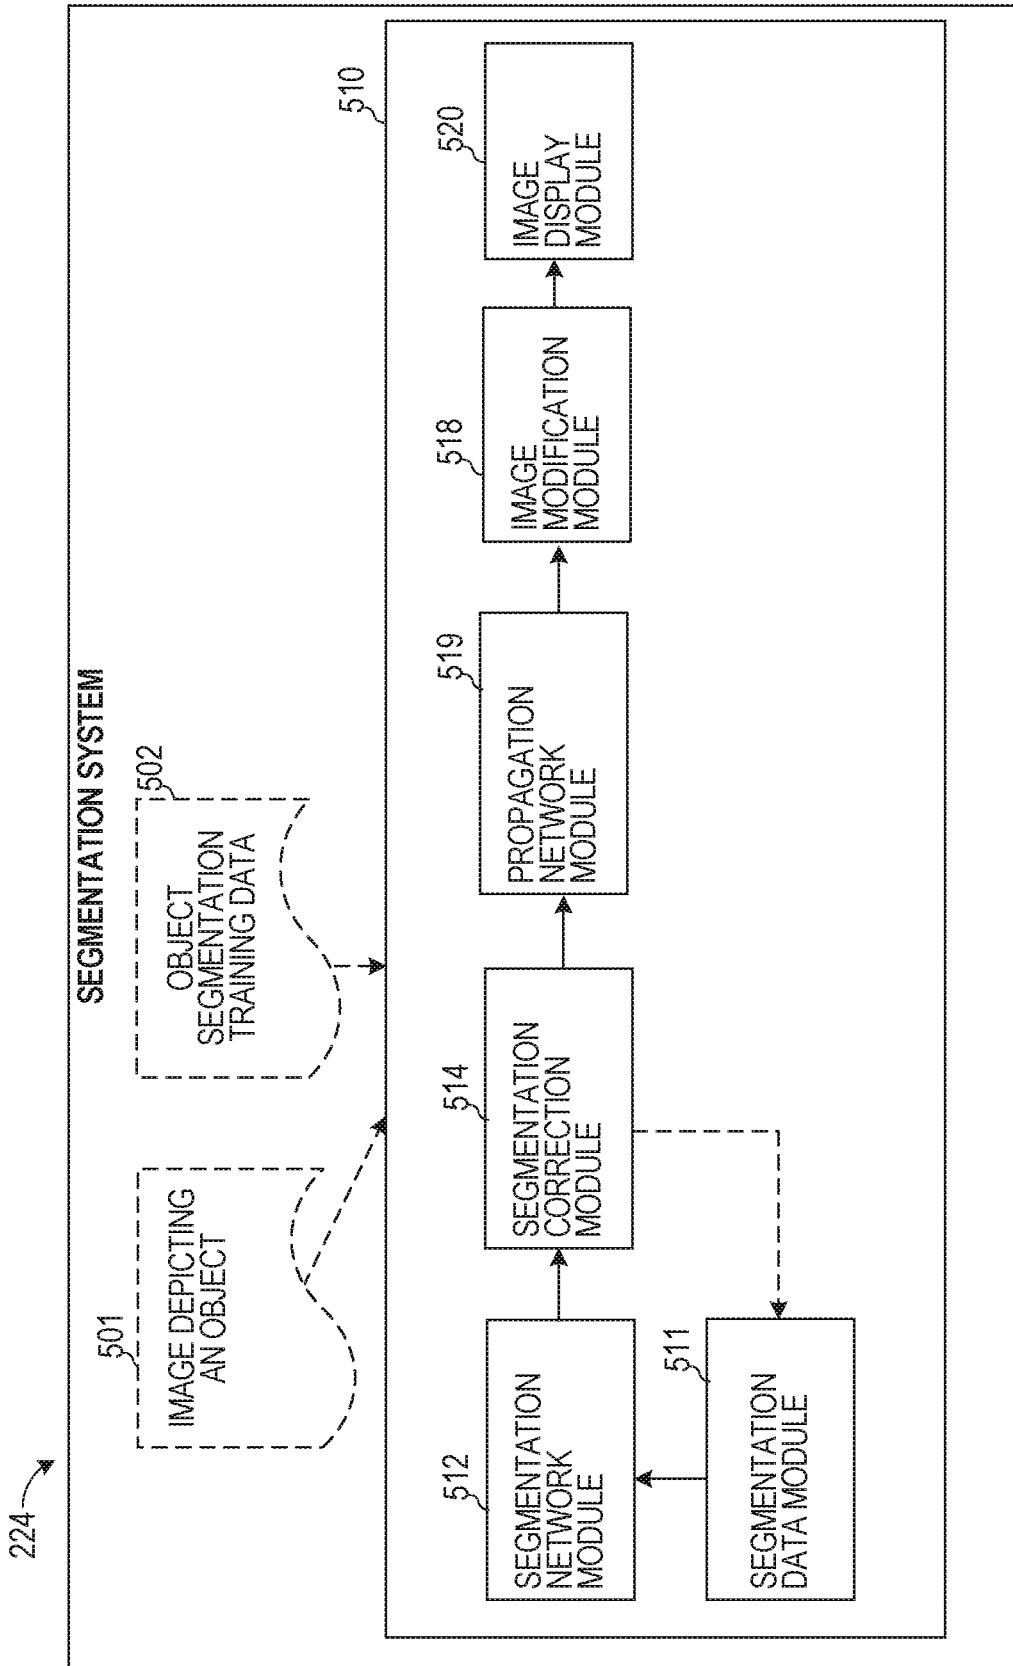 224
SEGMENTATION SYSTEM
501
IMAGE DEPICTING
AN OBJECT
502
OBJECT
SEGMENTATION
TRAINING DATA
510
512
SEGMENTATION
NETWORK
MODULE
514
SEGMENTATION
CORRECTION
MODULE
519
PROPAGATION
NETWORK
MODULE
518
IMAGE
MODIFICATION
MODULE
520
IMAGE
DISPLAY
MODULE
511
SEGMENTATION
DATA MODULE